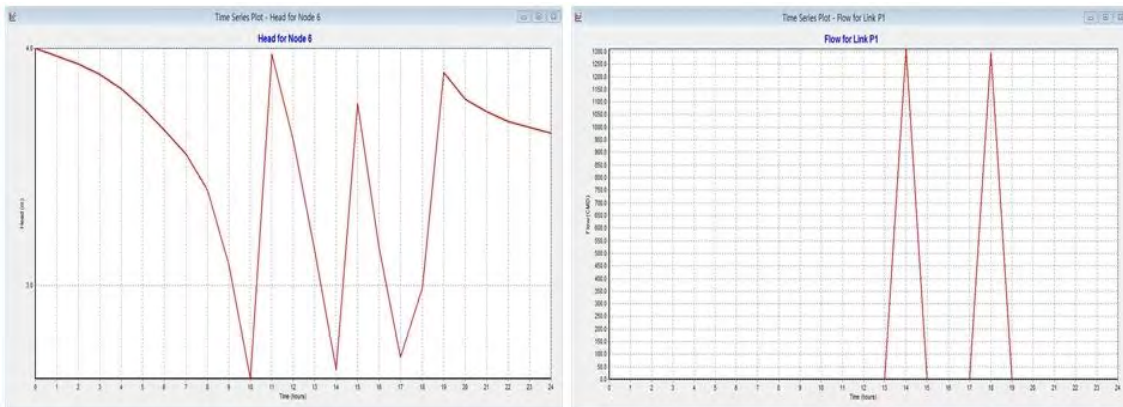 Time Series Plot - Head for Node 6
Head for Node 6
4.0
3.0
Head (m)
0 1 2 3 4 5 6 7 8 9 10 11 12 13 14 15 16 17 18 19 20 21 22 23 24
Time (hours)
Time Series Plot - Flow for Link P1
Flow for Link P1
1300.0
1250.0
1200.0
1150.0
1100.0
1050.0
1000.0
950.0
900.0
850.0
800.0
750.0
700.0
650.0
600.0
550.0
500.0
450.0
400.0
350.0
300.0
250.0
200.0
150.0
100.0
50.0
0.0
Flow (CMD)
0 1 2 3 4 5 6 7 8 9 10 11 12 13 14 15 16 17 18 19 20 21 22 23 24
Time (hours)